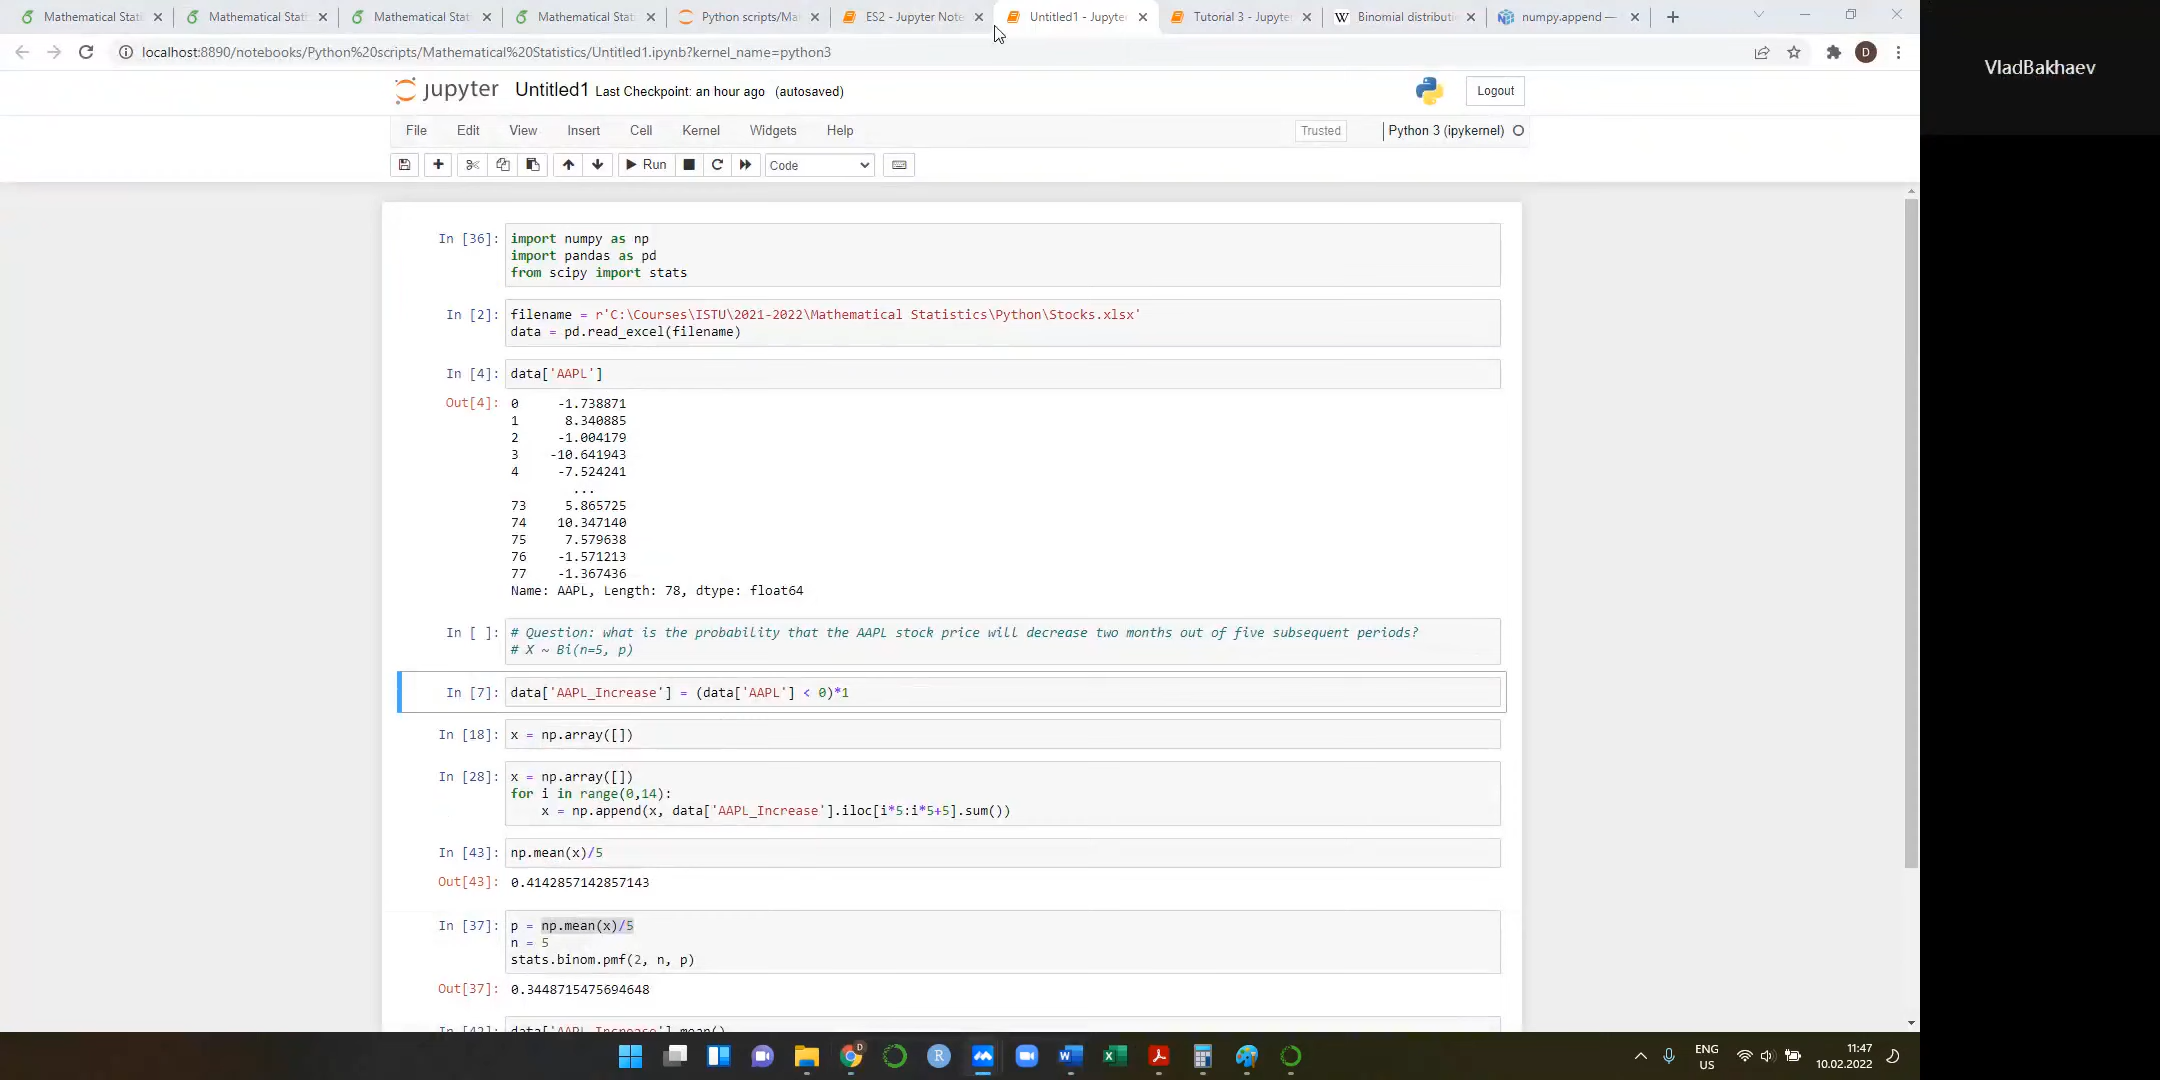 Mathematical Stat
Mathematical Stat
Mathematical Stat
Mathematical Stat
Python scripts/Mat
ES2 - Jupyter Note
Untitled1 - Jupyte
Tutorial 3 - Jupyte
Binomial distributi
numpy.append —
localhost:8890/notebooks/Python%20scripts/Mathematical%20Statistics/Untitled1.ipynb?kernel_name=python3
D
VladBakhaev
jupyter Untitled1 Last Checkpoint: an hour ago (autosaved)
Logout
File Edit View Insert Cell Kernel Widgets Help
Trusted
Python 3 (ipykernel)
Run
Code
In [36]:
import numpy as np
import pandas as pd
from scipy import stats
In [2]:
filename = r'C:\Courses\ISTU\2021-2022\Mathematical Statistics\Python\Stocks.xlsx'
data = pd.read_excel(filename)
In [4]:
data['AAPL']
Out[4]:
0 -1.738871
1 8.340885
2 -1.004179
3 -10.641943
4 -7.524241
...
73 5.865725
74 10.347140
75 7.579638
76 -1.571213
77 -1.367436
Name: AAPL, Length: 78, dtype: float64
In [ ]:
# Question: what is the probability that the AAPL stock price will decrease two months out of five subsequent periods?
# X ~ Bi(n=5, p)
In [7]:
data['AAPL_Increase'] = (data['AAPL'] < 0)*1
In [18]:
x = np.array([])
In [28]:
x = np.array([])
for i in range(0,14):
x = np.append(x, data['AAPL_Increase'].iloc[i*5:i*5+5].sum())
In [43]:
np.mean(x)/5
Out[43]:
0.4142857142857143
In [37]:
p = np.mean(x)/5
n = 5
stats.binom.pmf(2, n, p)
Out[37]:
0.3448715475694648
In [42]:
data['AAPL_Increase'].mean()
ENG
US
11:47
10.02.2022